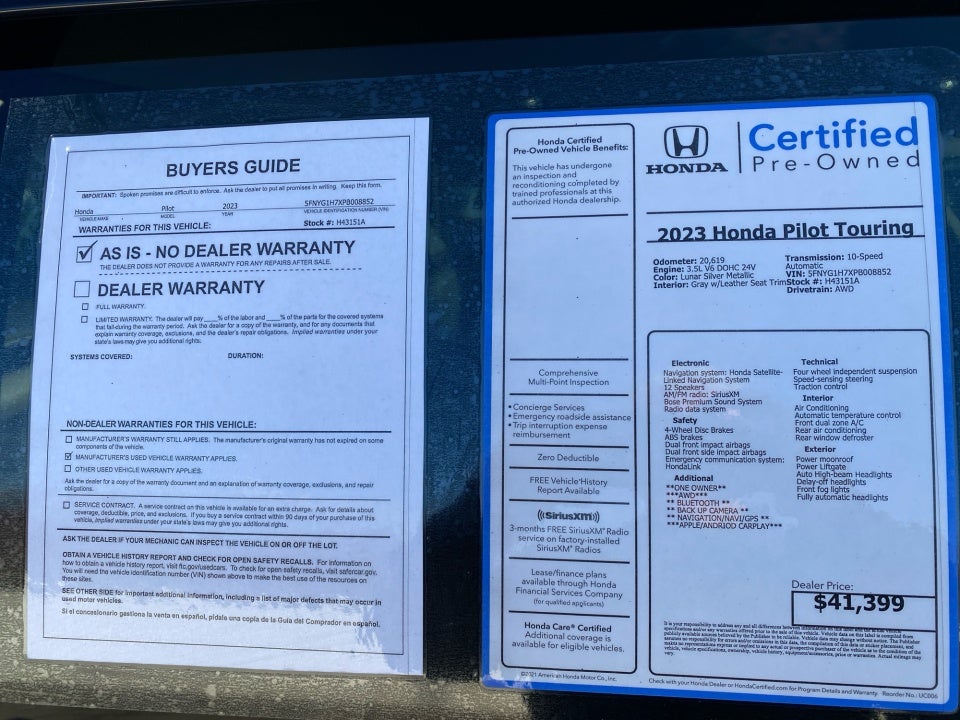 BUYERS GUIDE
IMPORTANT: Spoken promises are difficult to enforce. Ask the dealer to put all promises in writing. Keep this form.
Honda Pilot 2023 5FNYG1H7XPB008852
VEHICLE MAKE MODEL YEAR VEHICLE IDENTIFICATION NUMBER (VIN)
Stock #: H43151A
WARRANTIES FOR THIS VEHICLE:
AS IS - NO DEALER WARRANTY
THE DEALER DOES NOT PROVIDE A WARRANTY FOR ANY REPAIRS AFTER SALE.
DEALER WARRANTY
FULL WARRANTY.
LIMITED WARRANTY. The dealer will pay ____% of the labor and ____% of the parts for the covered systems
that fail during the warranty period. Ask the dealer for a copy of the warranty, and for any documents that
explain warranty coverage, exclusions, and the dealer's repair obligations. Implied warranties under your
state's laws may give you additional rights.
SYSTEMS COVERED: DURATION:
NON-DEALER WARRANTIES FOR THIS VEHICLE:
MANUFACTURER'S WARRANTY STILL APPLIES. The manufacturer's original warranty has not expired on some
components of the vehicle.
MANUFACTURER'S USED VEHICLE WARRANTY APPLIES.
OTHER USED VEHICLE WARRANTY APPLIES.
Ask the dealer for a copy of the warranty document and an explanation of warranty coverage, exclusions, and repair
obligations.
SERVICE CONTRACT. A service contract on this vehicle is available for an extra charge. Ask for details about
coverage, deductible, price, and exclusions. If you buy a service contract within 90 days of your purchase of this
vehicle, implied warranties under your state's laws may give you additional rights.
ASK THE DEALER IF YOUR MECHANIC CAN INSPECT THE VEHICLE ON OR OFF THE LOT.
OBTAIN A VEHICLE HISTORY REPORT AND CHECK FOR OPEN SAFETY RECALLS. For information on
how to obtain a vehicle history report, visit ftc.gov/usedcars. To check for open safety recalls, visit safercar.gov.
You will need the vehicle identification number (VIN) shown above to make the best use of the resources on
these sites.
SEE OTHER SIDE for important additional information, including a list of major defects that may occur in
used motor vehicles.
Si el concesionario gestiona la venta en español, pídale una copia de la Guía del Comprador en español.
Honda Certified
Pre-Owned Vehicle Benefits:
This vehicle has undergone
an inspection and
reconditioning completed by
trained professionals at this
authorized Honda dealership.
Comprehensive
Multi-Point Inspection
• Concierge Services
• Emergency roadside assistance
• Trip interruption expense
reimbursement
Zero Deductible
FREE Vehicle History
Report Available
((SiriusXM))
3-months FREE SiriusXM® Radio
service on factory-installed
SiriusXM® Radios
Lease/finance plans
available through Honda
Financial Services Company
(for qualified applicants)
Honda Care® Certified
Additional coverage is
available for eligible vehicles.
©2021 American Honda Motor Co., Inc.
HONDA
Certified
Pre-Owned
2023 Honda Pilot Touring
Odometer: 20,619
Engine: 3.5L V6 DOHC 24V
Color: Lunar Silver Metallic
Interior: Gray w/Leather Seat Trim
Transmission: 10-Speed
Automatic
VIN: 5FNYG1H7XPB008852
Stock #: H43151A
Drivetrain: AWD
Electronic
Navigation system: Honda Satellite-
Linked Navigation System
12 Speakers
AM/FM radio: SiriusXM
Bose Premium Sound System
Radio data system
Safety
4-Wheel Disc Brakes
ABS brakes
Dual front impact airbags
Dual front side impact airbags
Emergency communication system:
HondaLink
Additional
**ONE OWNER**
***AWD***
** BLUETOOTH **
** BACK UP CAMERA **
** NAVIGATION/NAVI/GPS **
***APPLE/ANDRIOD CARPLAY***
Technical
Four wheel independent suspension
Speed-sensing steering
Traction control
Interior
Air Conditioning
Automatic temperature control
Front dual zone A/C
Rear air conditioning
Rear window defroster
Exterior
Power moonroof
Power Liftgate
Auto High-beam Headlights
Delay-off headlights
Front fog lights
Fully automatic headlights
Dealer Price:
$41,399
Check with your Honda Dealer or HondaCertified.com for Program Details and Warranty. Reorder No.: UC006